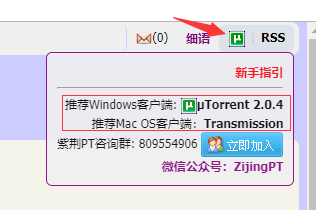 (0) 细语 RSS
新手指引
推荐Windows客户端: µTorrent 2.0.4
推荐Mac OS客户端: Transmission
紫荆PT咨询群: 809554906 立即加入
微信公众号: ZijingPT